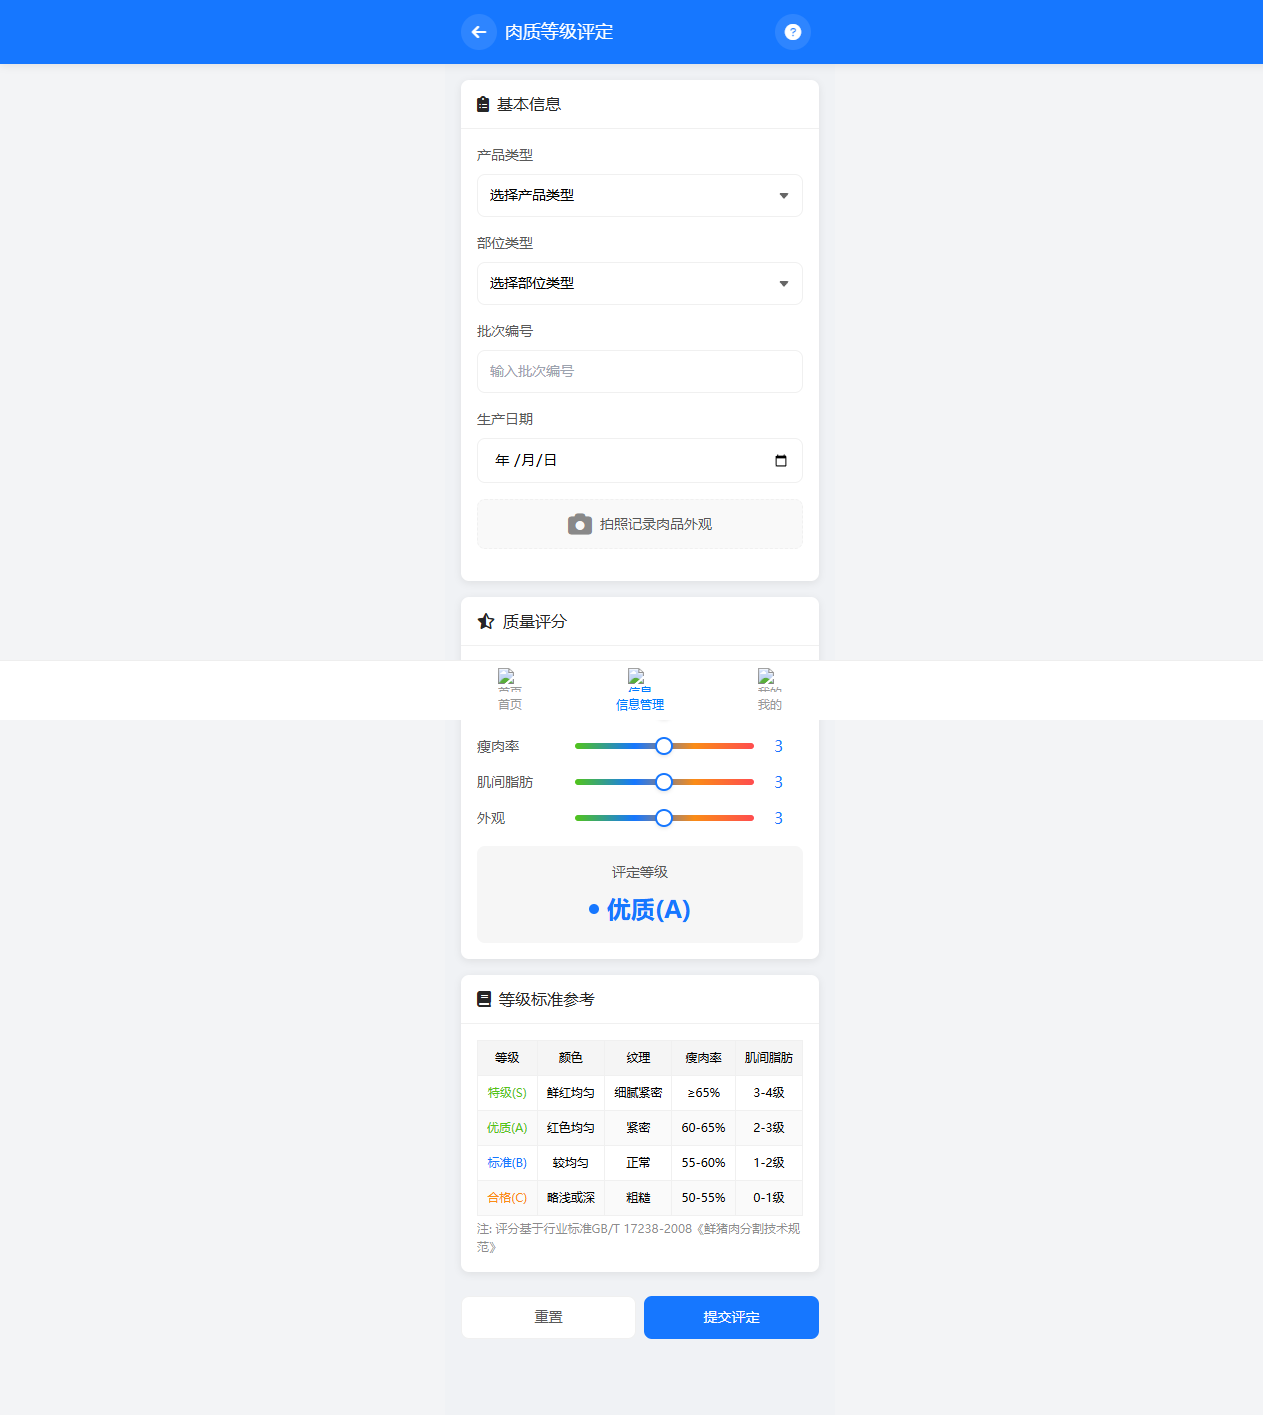 肉质等级评定
基本信息
产品类型
选择产品类型
部位类型
选择部位类型
批次编号
输入批次编号
生产日期
年 /月/日
拍照记录肉品外观
质量评分
首页
信息
我的
首页
信息管理
我的
瘦肉率 3
肌间脂肪 3
外观 3
评定等级
优质(A)
等级标准参考
等级 颜色 纹理 瘦肉率 肌间脂肪
特级(S) 鲜红均匀 细腻紧密 ≥65% 3-4级
优质(A) 红色均匀 紧密 60-65% 2-3级
标准(B) 较均匀 正常 55-60% 1-2级
合格(C) 略浅或深 粗糙 50-55% 0-1级
注: 评分基于行业标准GB/T 17238-2008《鲜猪肉分割技术规
范》
重置
提交评定